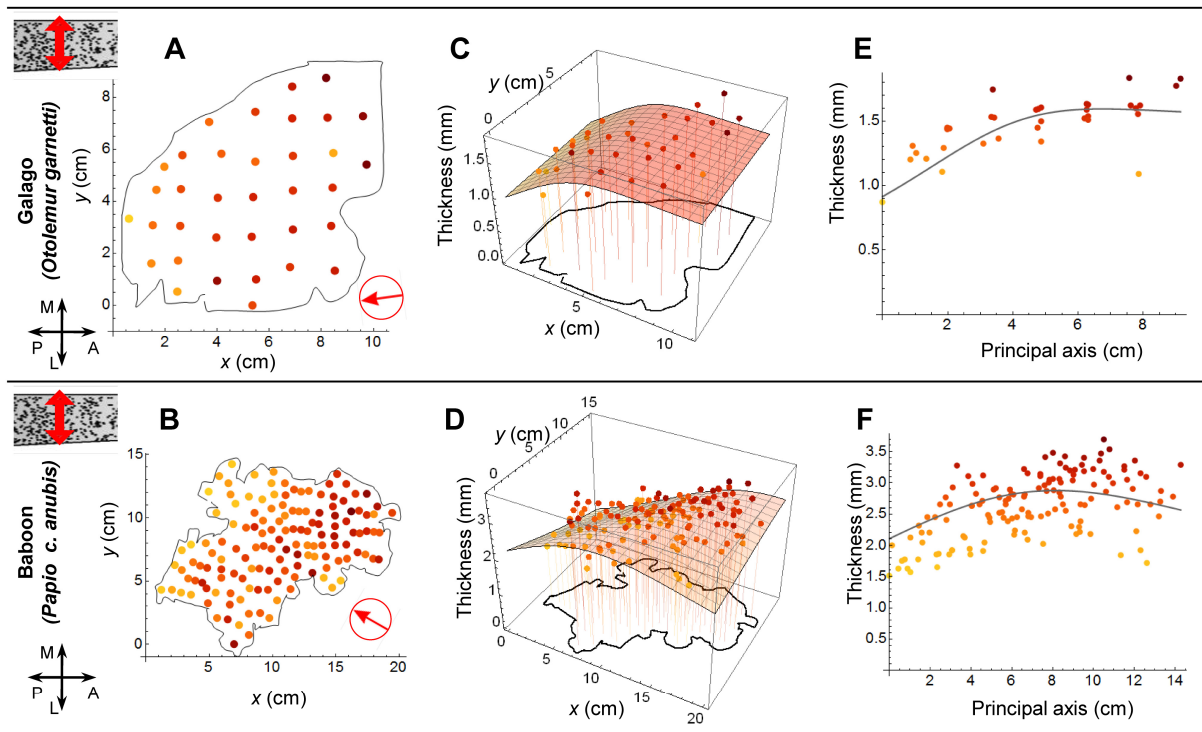 A
C
E
Galago
(Otolemur garnetti)
y (cm)
8
6
4
2
0
2
4
6
8
10
x (cm)
M
P
A
L
y (cm)
5
0
Thickness (mm)
1.5
1.0
0.5
0.0
5
10
x (cm)
Thickness (mm)
1.5
1.0
0.5
2
4
6
8
Principal axis (cm)
B
D
F
Baboon
(Papio c. anubis)
y (cm)
15
10
5
0
5
10
15
20
x (cm)
M
P
A
L
15
10
y (cm)
5
0
Thickness (mm)
3
2
1
0
0
5
10
15
20
x (cm)
Thickness (mm)
3.5
3.0
2.5
2.0
1.5
1.0
0.5
2
4
6
8
10
12
14
Principal axis (cm)